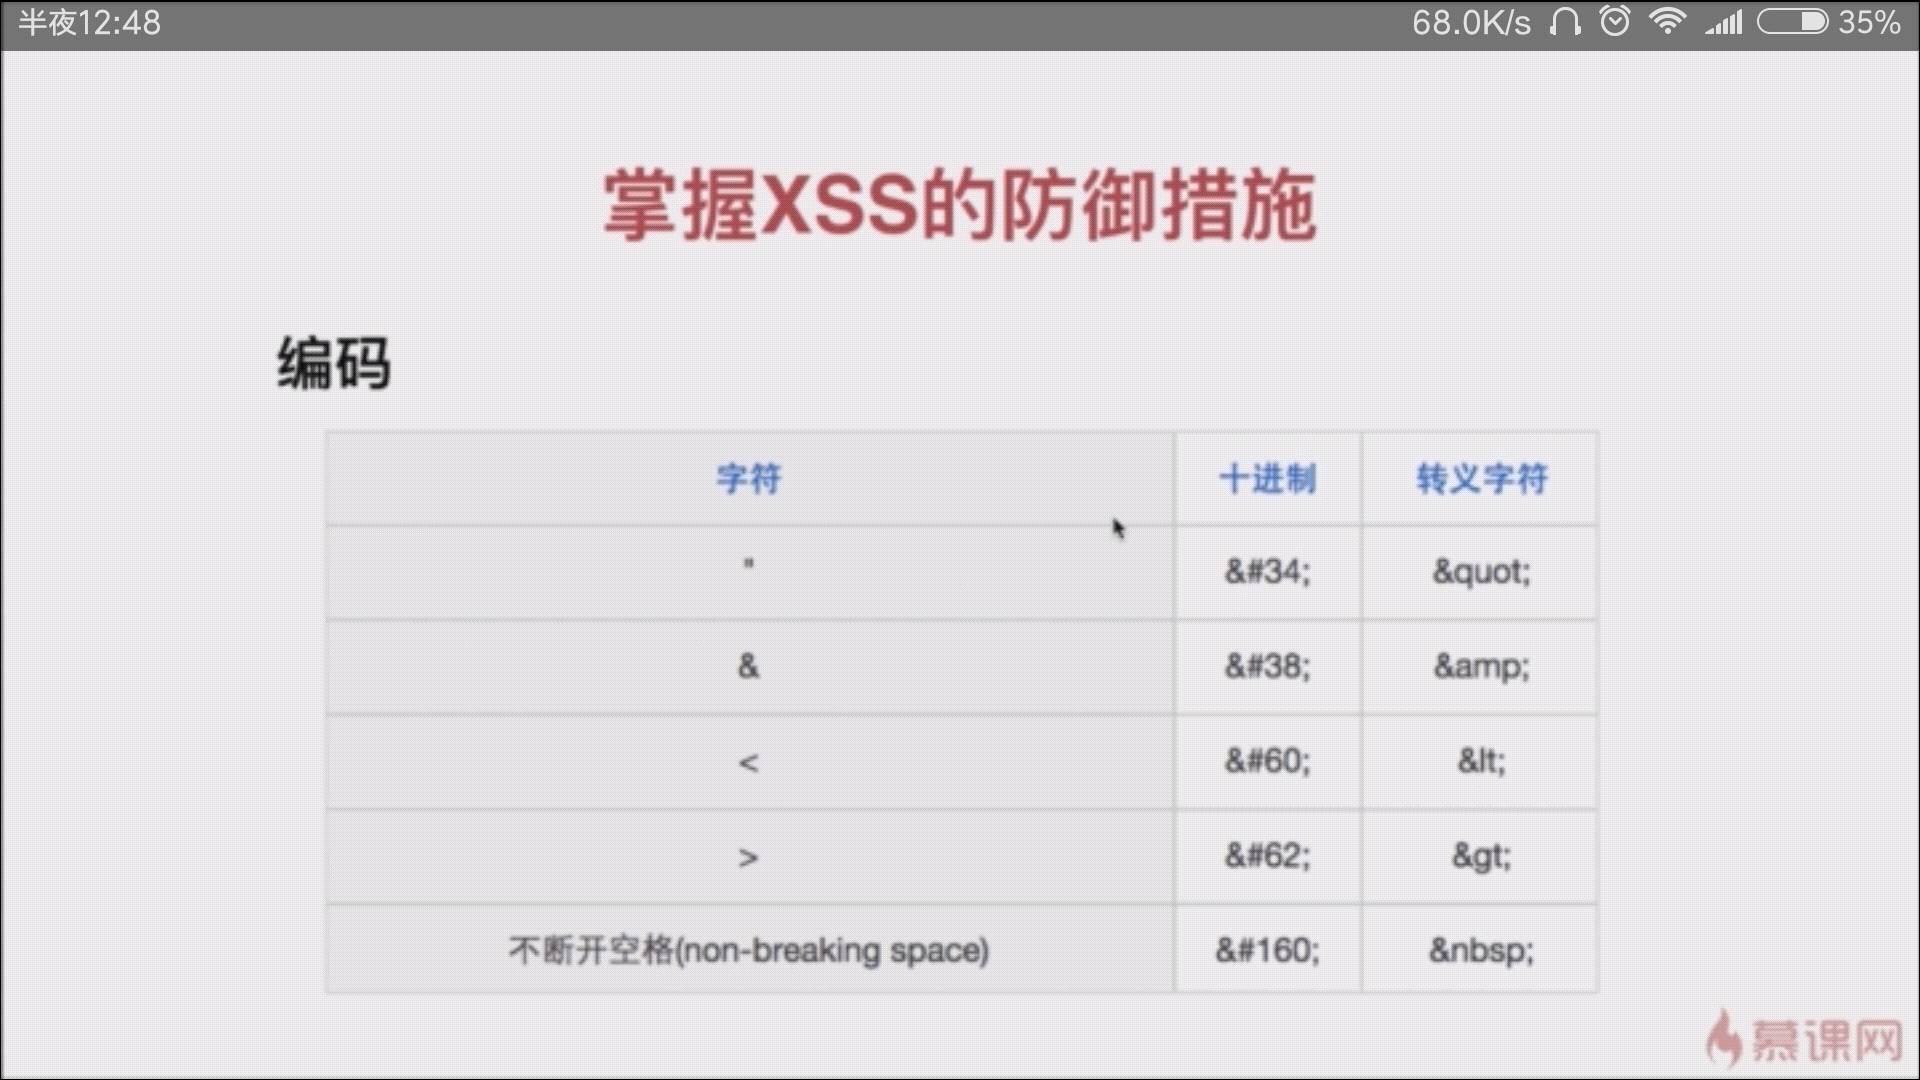 半夜12:48 68.0K/s 35%
掌握XSS的防御措施
编码
字符 十进制 转义字符
" &#34; &quot;
& &#38; &amp;
< &#60; &lt;
> &#62; &gt;
不断开空格(non-breaking space) &#160; &nbsp;
慕课网